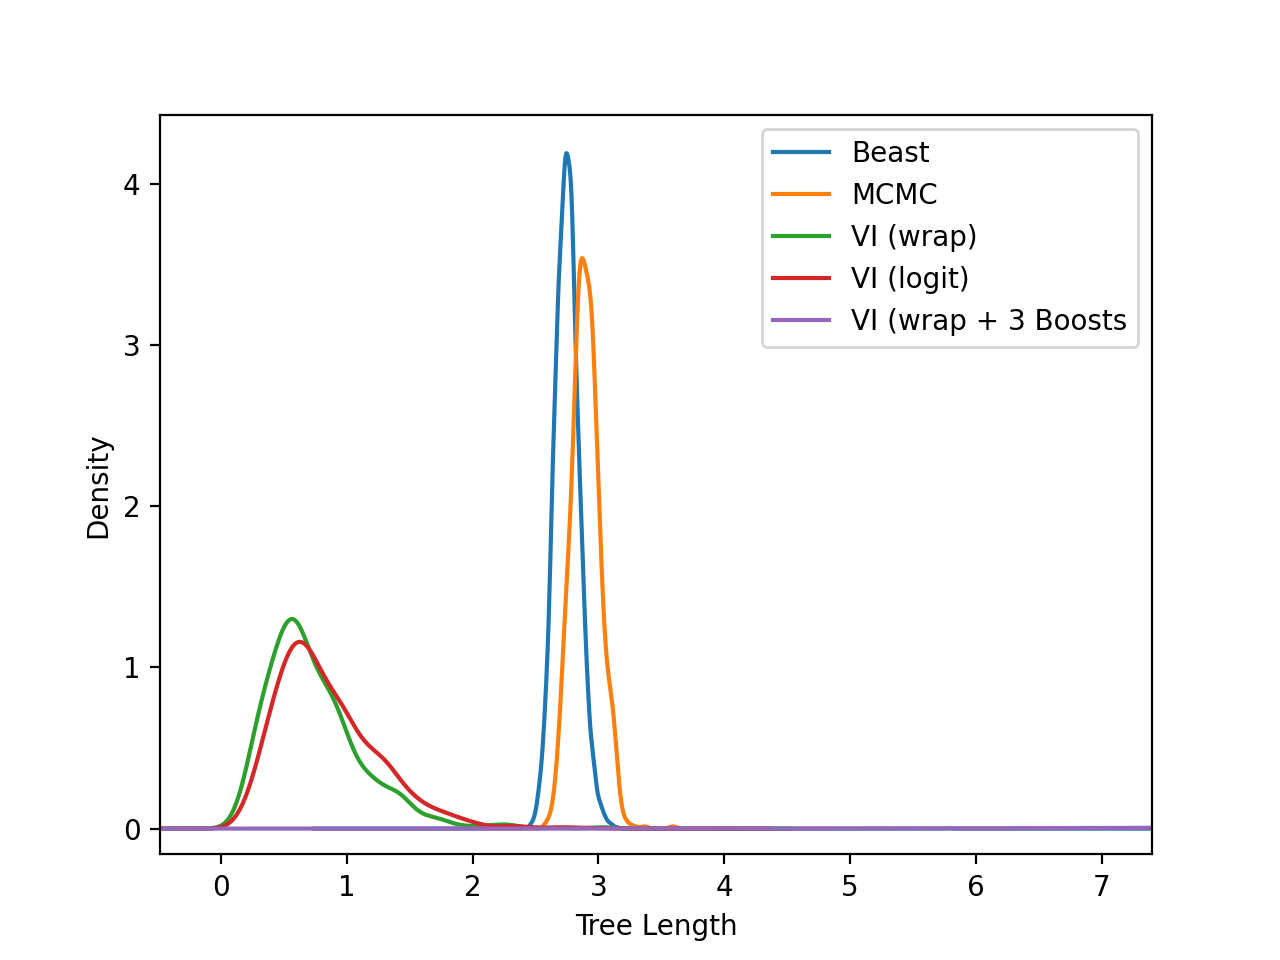 Beast
MCMC
VI (wrap)
VI (logit)
VI (wrap + 3 Boosts
4
3
2
1
0
Density
0 1 2 3 4 5 6 7
Tree Length